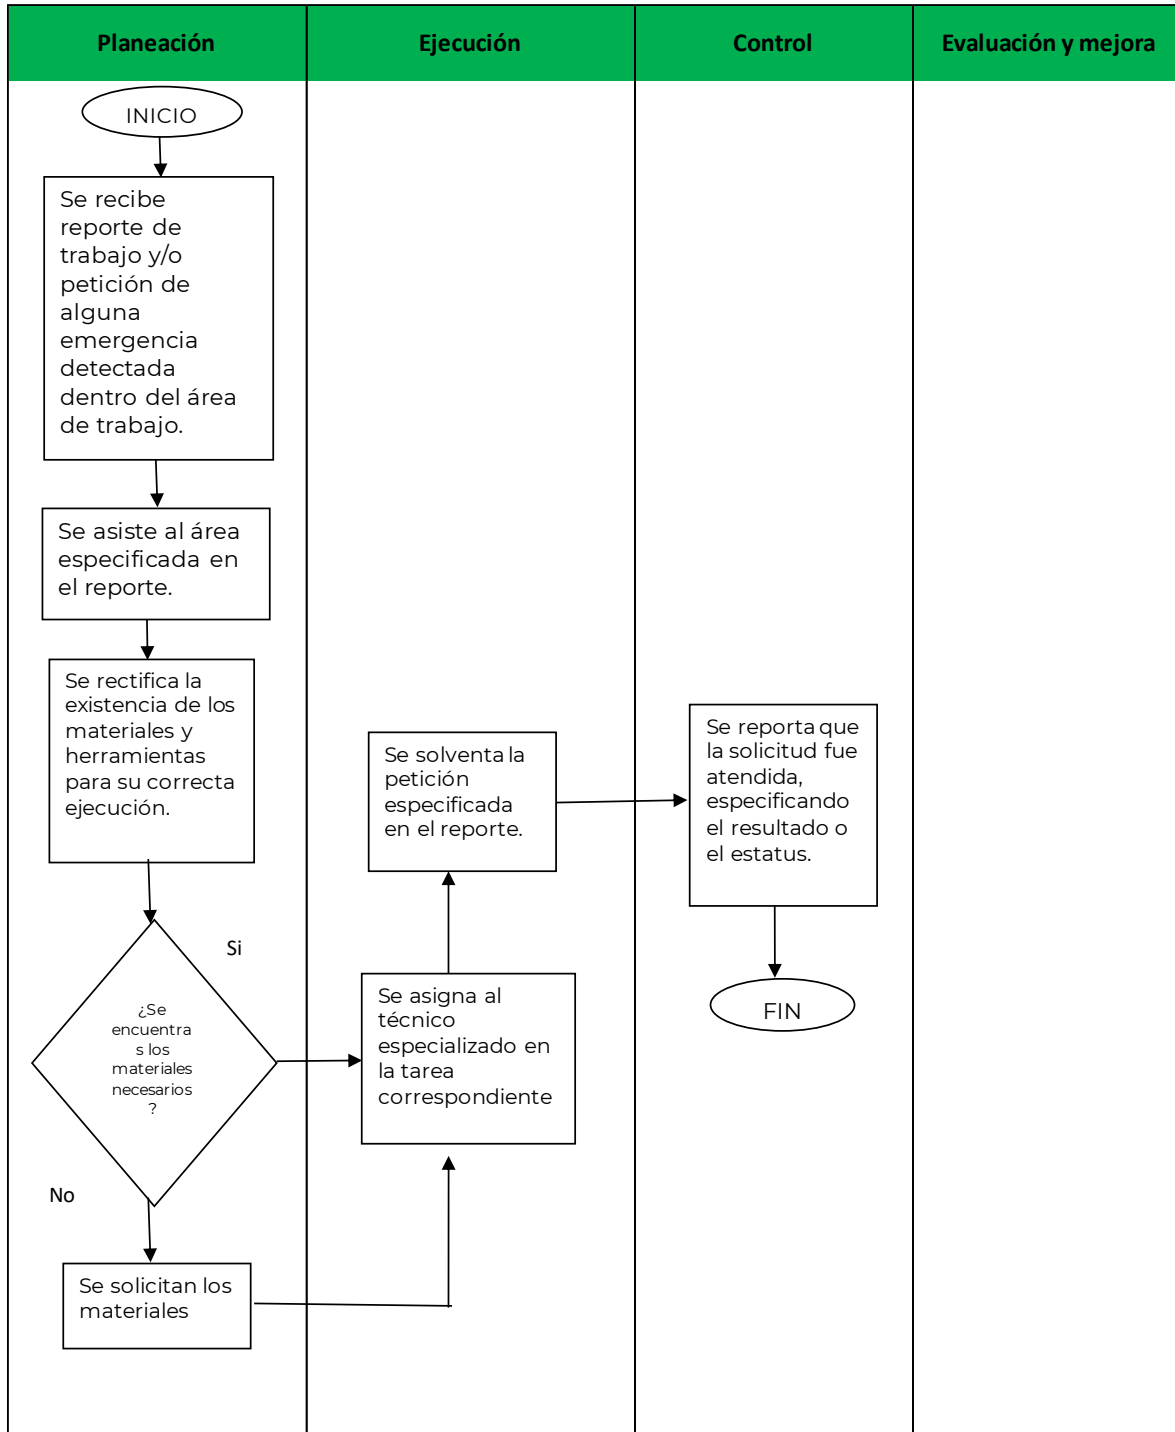 Planeación
Ejecución
Control
Evaluación y mejora
INICIO
Se recibe
reporte de
trabajo y/o
petición de
alguna
emergencia
detectada
dentro del área
de trabajo.
Se asiste al área
especificada en
el reporte.
Se rectifica la
existencia de los
materiales y
herramientas
para su correcta
ejecución.
Si
¿Se
encuentra
s los
materiales
necesarios
?
No
Se solicitan los
materiales
Se solventa la
petición
especificada
en el reporte.
Se asigna al
técnico
especializado en
la tarea
correspondiente
Se reporta que
la solicitud fue
atendida,
especificando
el resultado o
el estatus.
FIN